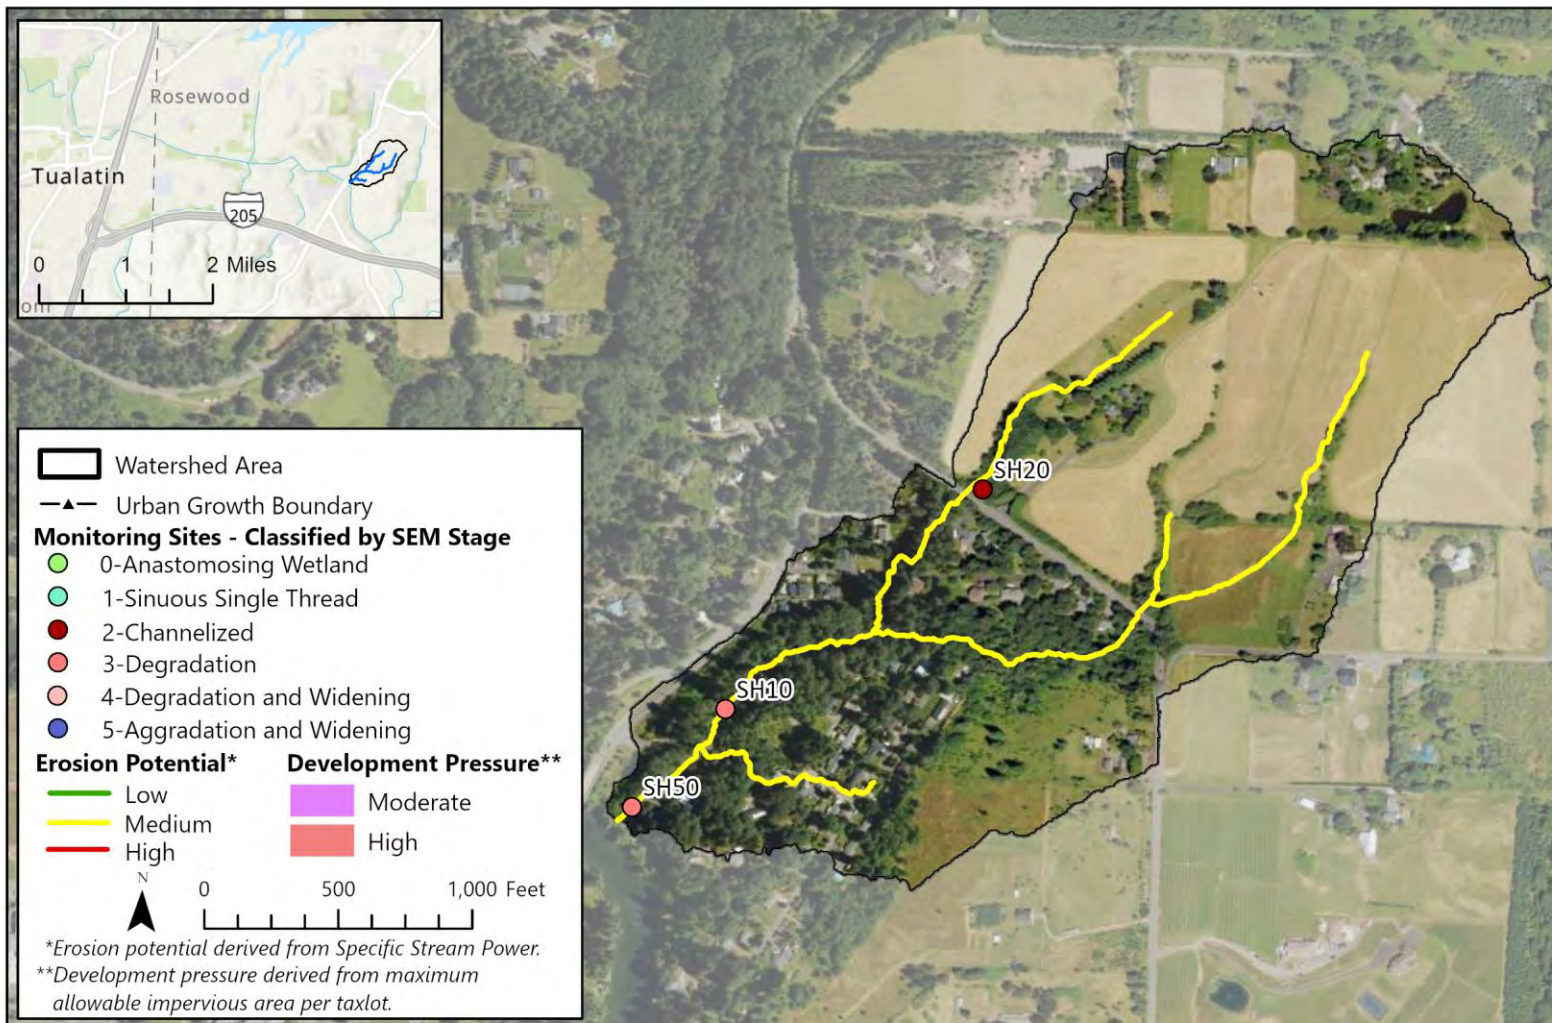 Rosewood
Tualatin
205
0 1 2 Miles
om
SH20
SH10
SH50
Watershed Area
Urban Growth Boundary
Monitoring Sites - Classified by SEM Stage
0-Anastomosing Wetland
1-Sinuous Single Thread
2-Channelized
3-Degradation
4-Degradation and Widening
5-Aggradation and Widening
Erosion Potential* Development Pressure**
Low
Medium
High
Moderate
High
N
0 500 1,000 Feet
*Erosion potential derived from Specific Stream Power.
**Development pressure derived from maximum
allowable impervious area per taxlot.